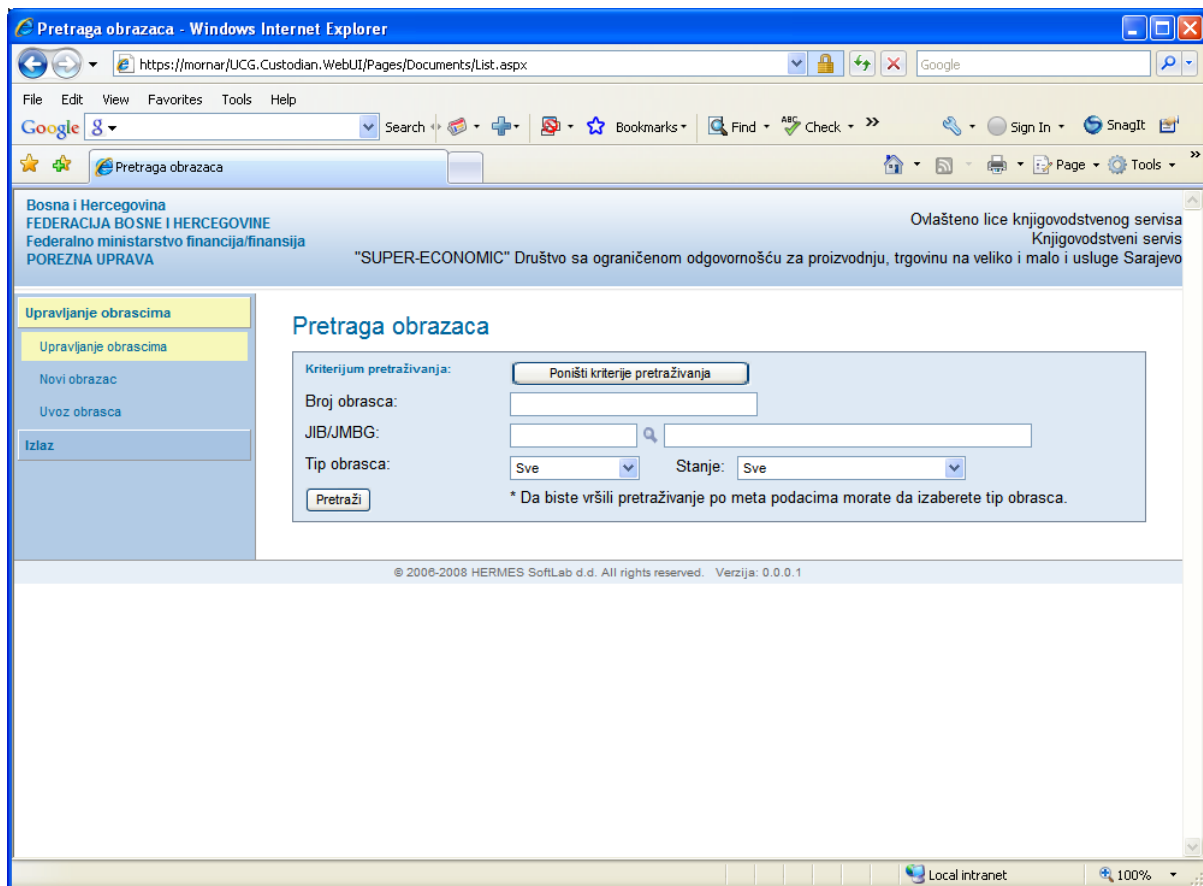 Pretraga obrazaca - Windows Internet Explorer
https://mornar/UCG.Custodian.WebUI/Pages/Documents/List.aspx
Google
File Edit View Favorites Tools Help
Google Search Bookmarks Find ABC Check » Sign In SnagIt
Pretraga obrazaca Page Tools »
Bosna i Hercegovina
FEDERACIJA BOSNE I HERCEGOVINE
Federalno ministarstvo financija/finansija
POREZNA UPRAVA
Ovlašteno lice knjigovodstvenog servisa
Knjigovodstveni servis
"SUPER-ECONOMIC" Društvo sa ograničenom odgovornošću za proizvodnju, trgovinu na veliko i malo i usluge Sarajevo
Upravljanje obrascima
Upravljanje obrascima
Novi obrazac
Uvoz obrasca
Izlaz
Pretraga obrazaca
Kriterijum pretraživanja: Poništi kriterije pretraživanja
Broj obrasca:
JIB/JMBG:
Tip obrasca: Sve Stanje: Sve
Pretraži * Da biste vršili pretraživanje po meta podacima morate da izaberete tip obrasca.
© 2006-2008 HERMES SoftLab d.d. All rights reserved. Verzija: 0.0.0.1
Local intranet 100%